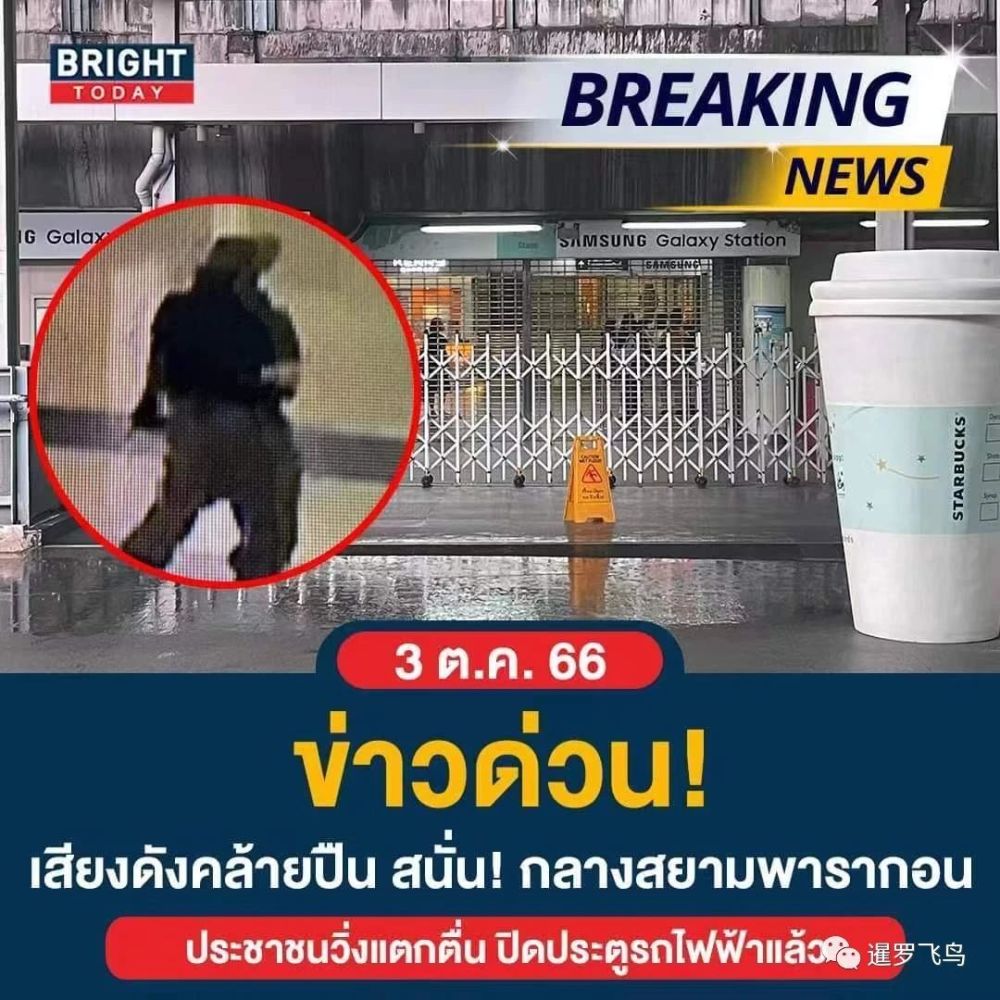 BRIGHT
TODAY
BREAKING
NEWS
NG Galaxy
SAMSUNG Galaxy Station
SAMSUNG
CAUTION
WET FLOOR
STARBUCKS
3 ต.ค. 66
ข่าวด่วน!
เสียงดังคล้ายปืน สนั่น! กลางสยามพารากอน
ประชาชนวิ่งแตกตื่น ปิดประตูรถไฟฟ้าแล้ว
暹罗飞鸟